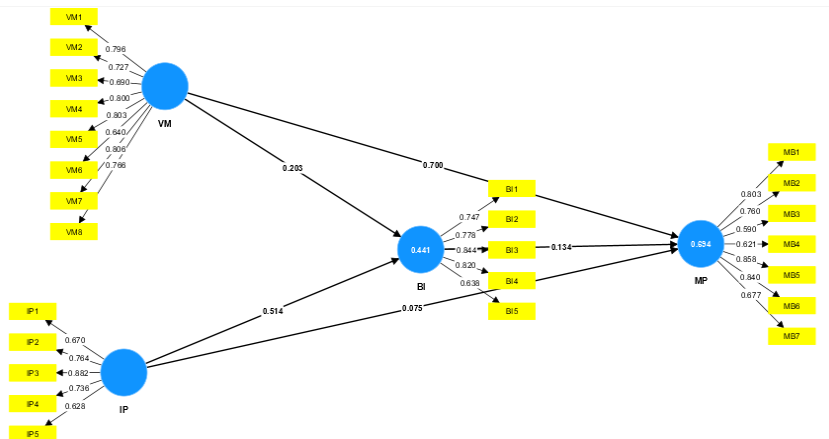 VM1
VM2
VM3
VM4
VM5
VM6
VM7
VM8
0.796
0.727
0.690
0.800
0.803
0.640
0.806
0.766
VM
0.203
0.700
IP1
IP2
IP3
IP4
IP5
0.670
0.764
0.882
0.736
0.628
IP
0.514
0.075
0.441
BI
0.747
0.778
0.844
0.820
0.638
BI1
BI2
BI3
BI4
BI5
0.134
0.694
MP
0.803
0.760
0.590
0.621
0.858
0.840
0.677
MB1
MB2
MB3
MB4
MB5
MB6
MB7